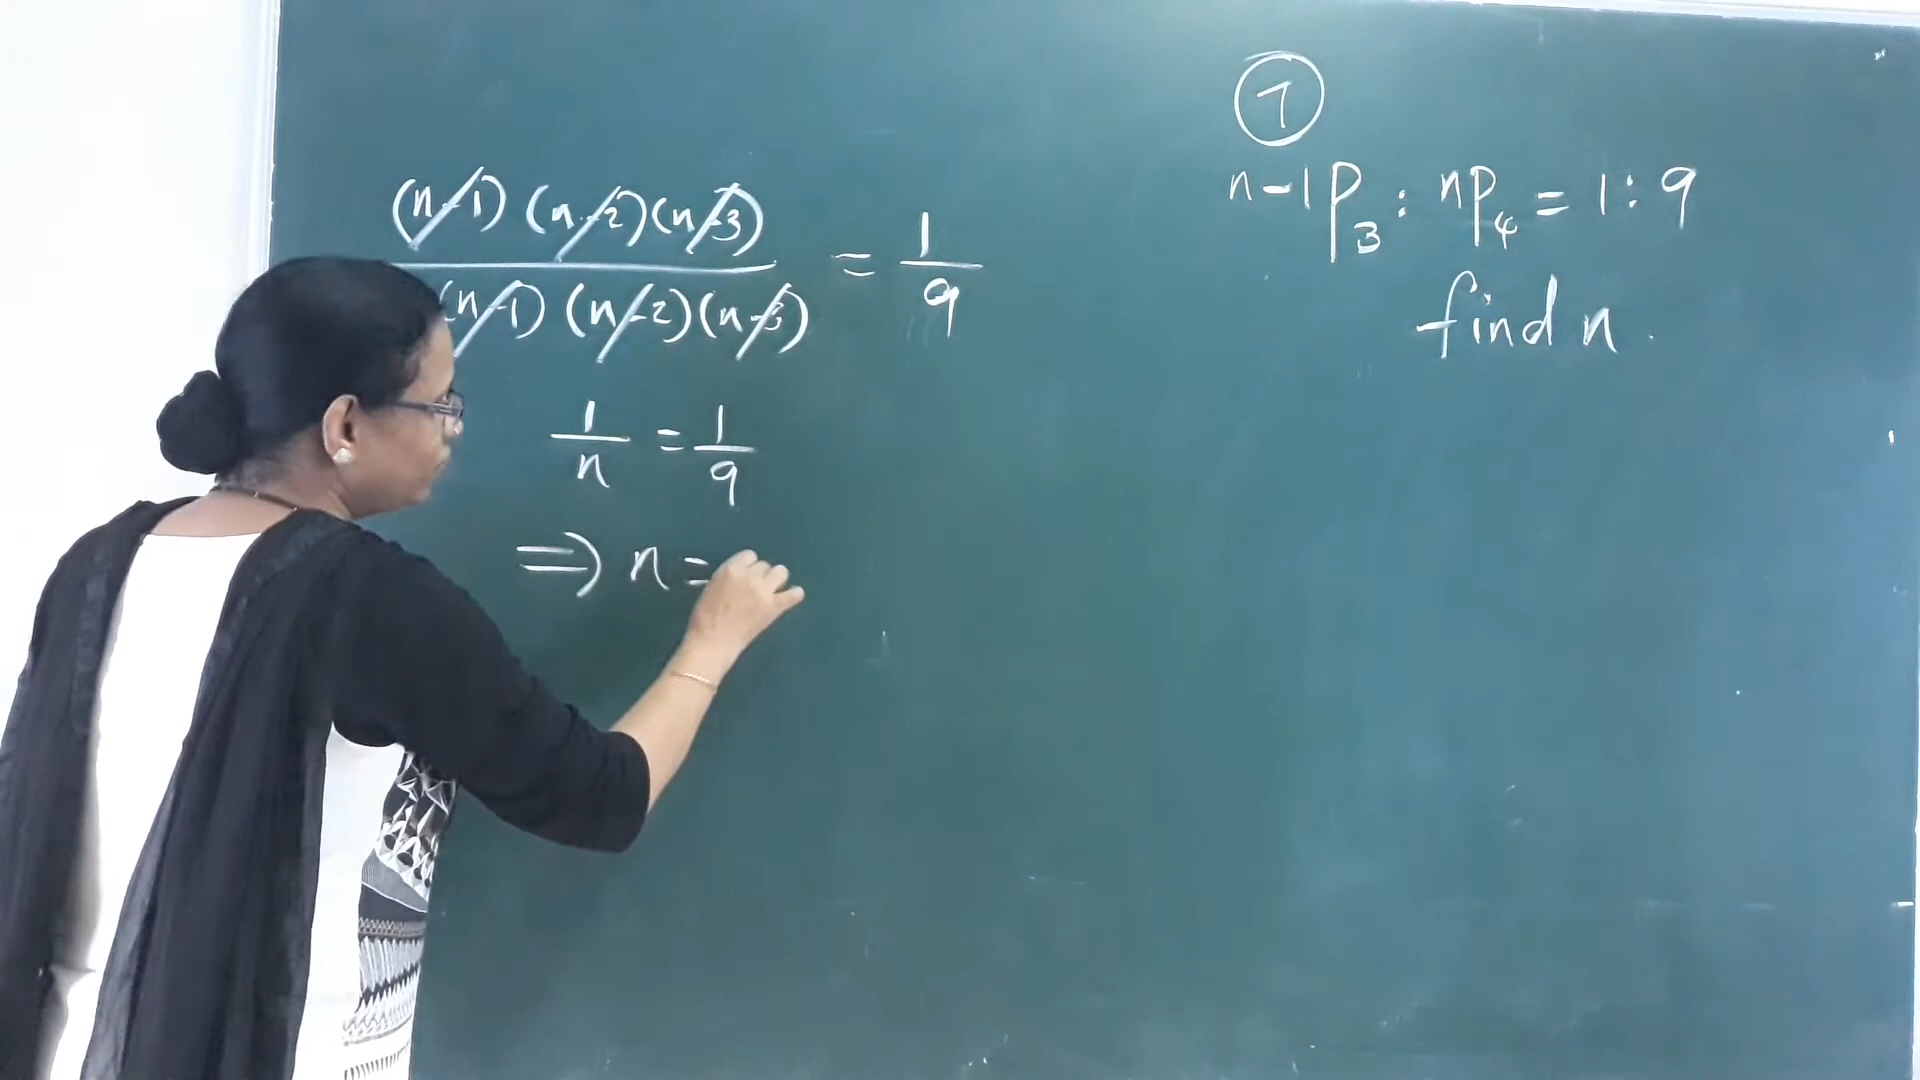 (n-1)(n-2)(n-3)
(n-1)(n-2)(n-3) = 1/9
1/n = 1/9
⇒ n =
7
n-1P3 : nP4 = 1 : 9
find n.